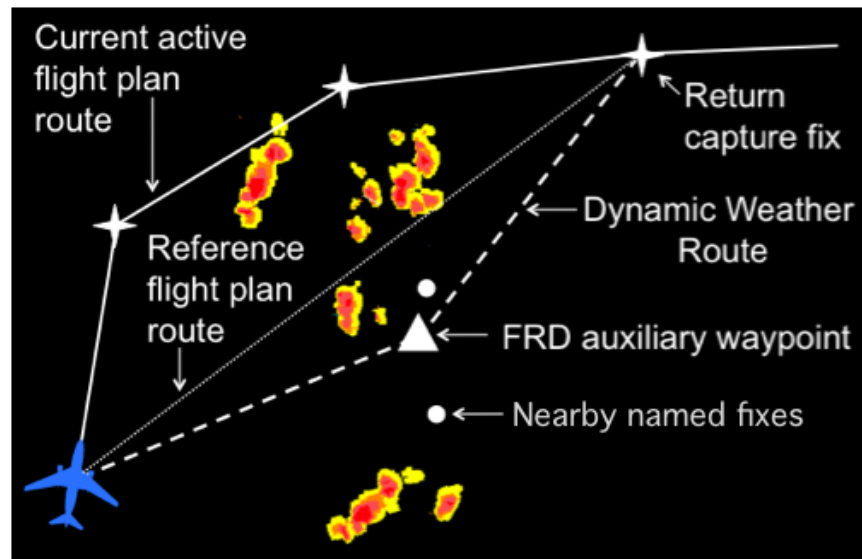 Current active
flight plan
route
Return
capture fix
Dynamic Weather
Route
Reference
flight plan
route
FRD auxiliary waypoint
Nearby named fixes